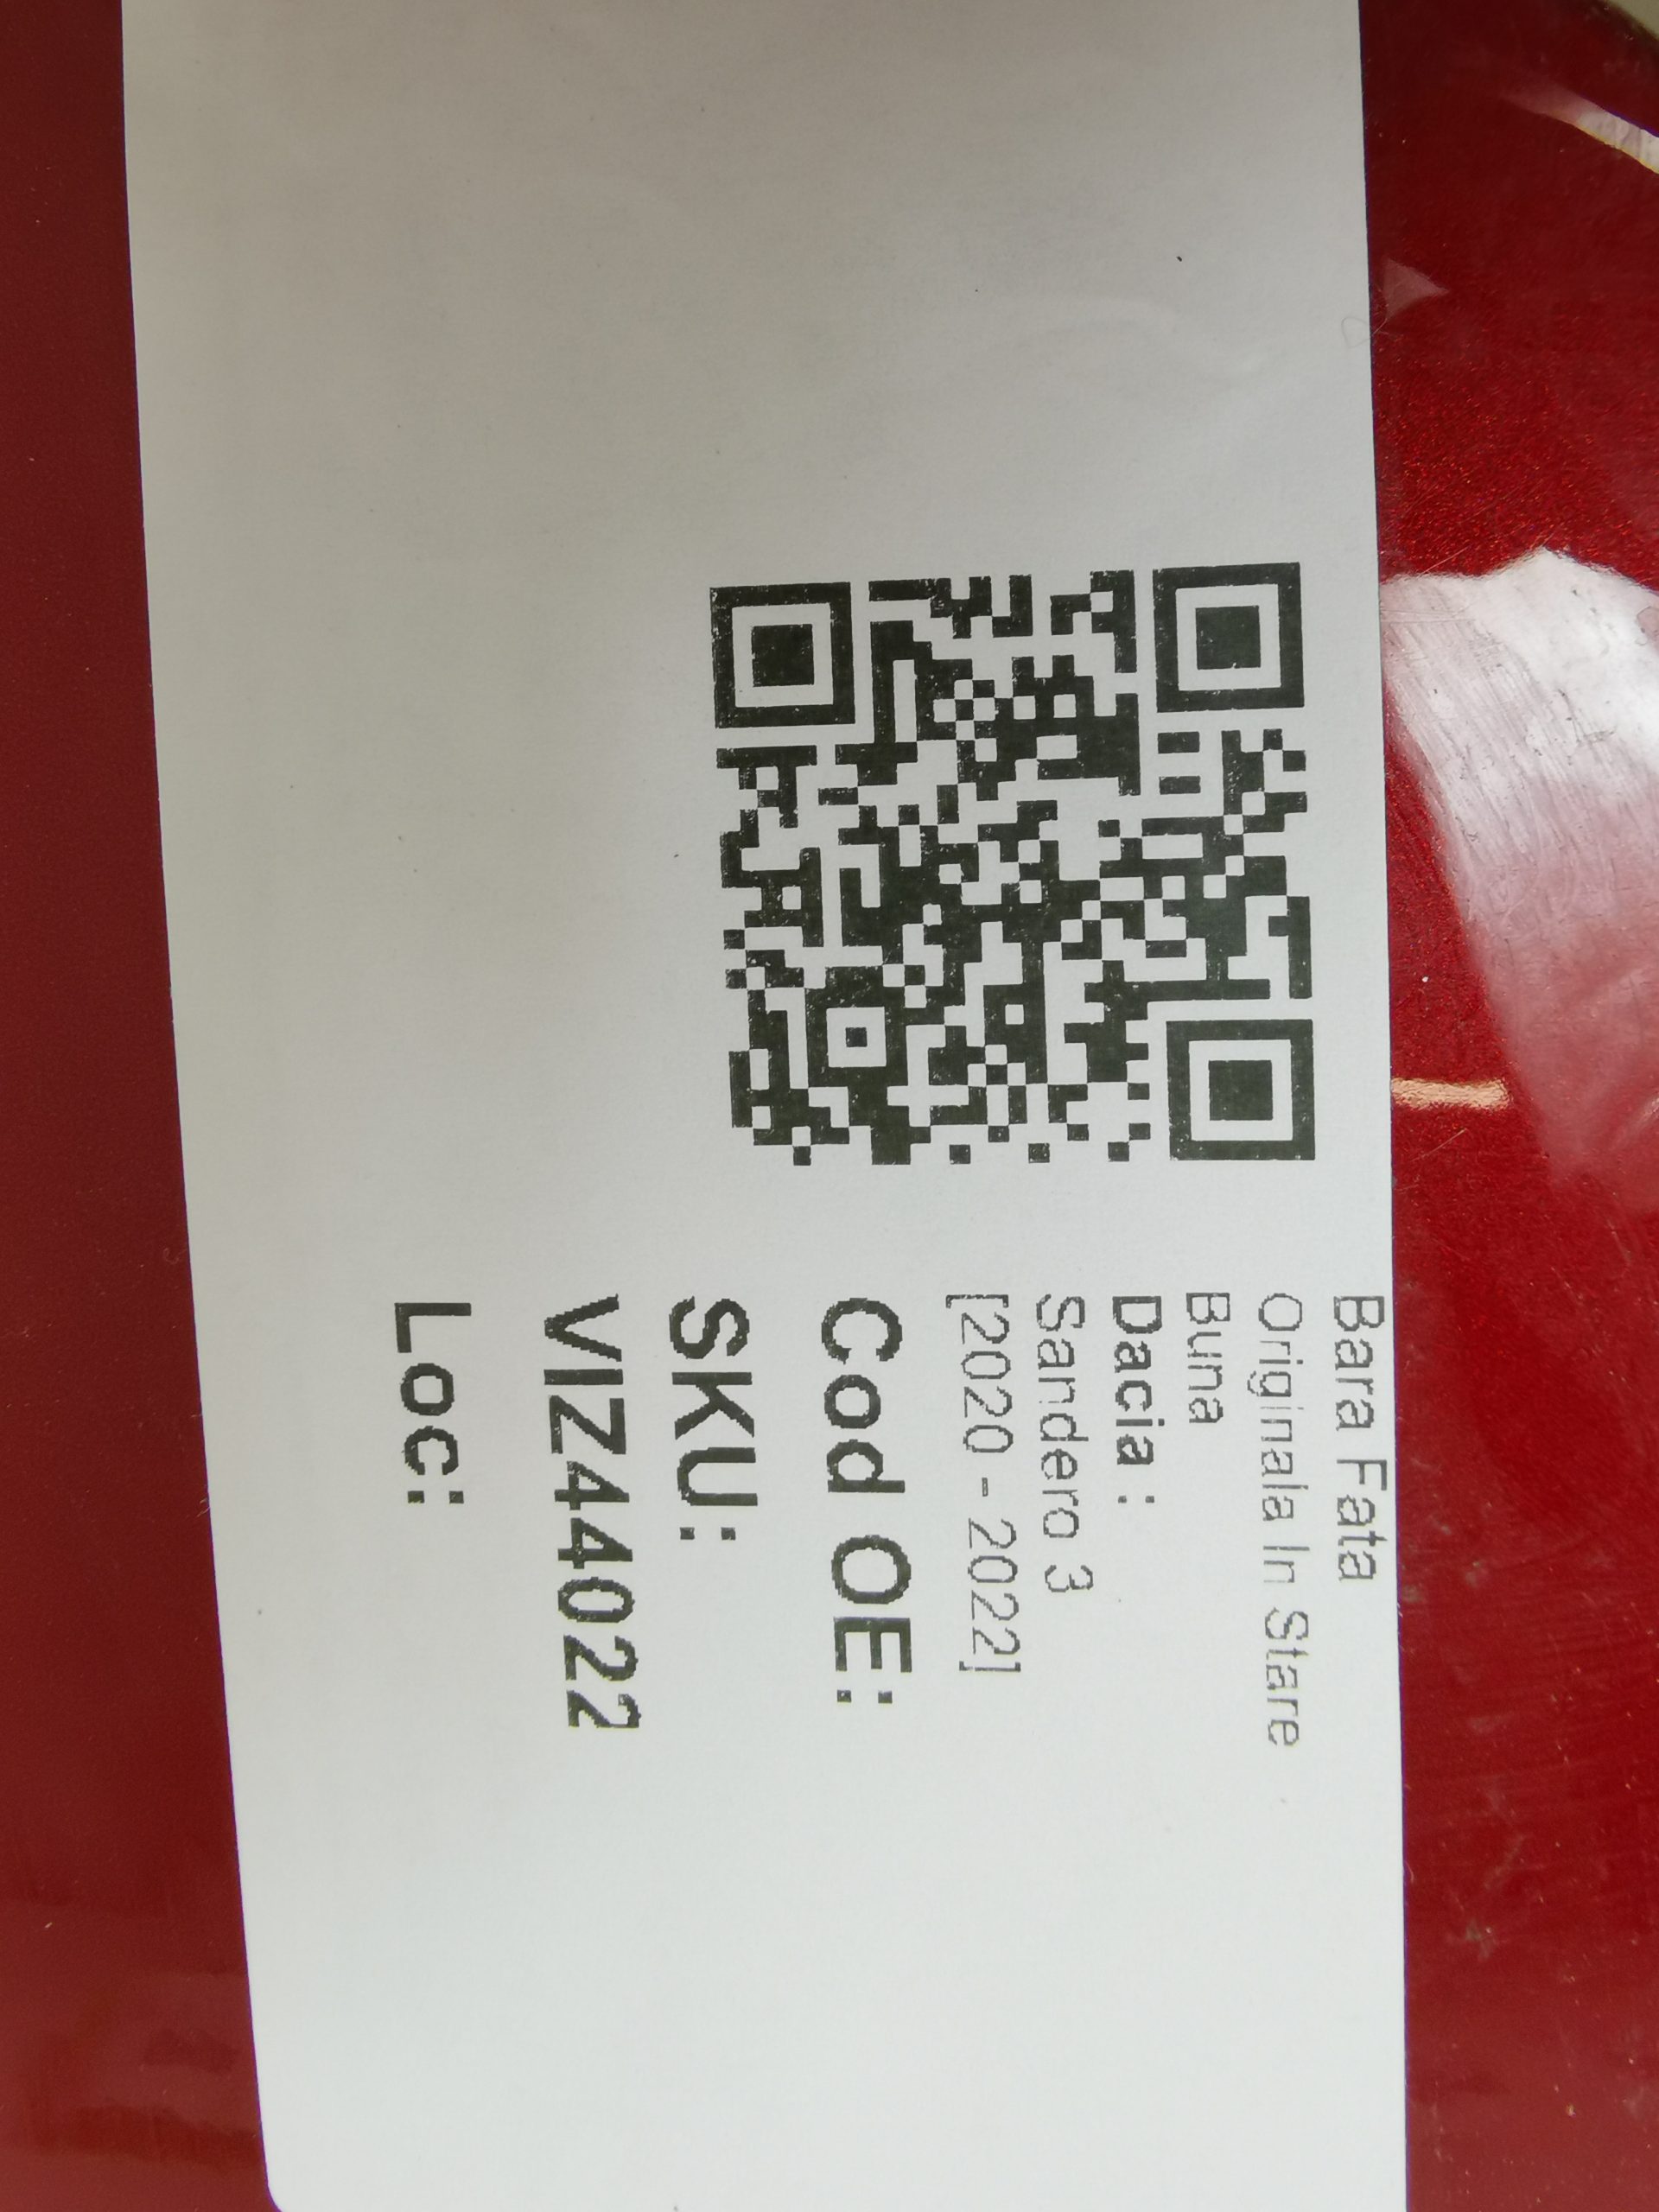 Bara Fata
Originala In Stare
Buna
Dacia :
Sandero 3
[2020 - 2022]
Cod OE:
SKU:
VIZ44022
Loc: